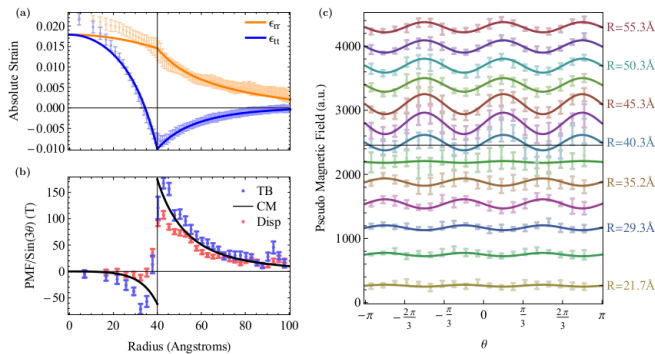 (a)
Absolute Strain
0.020
0.015
0.010
0.005
0.000
-0.005
-0.010
ϵrr
ϵtt
(b)
PMF/Sin(3θ) (T)
150
100
50
0
-50
TB
CM
Disp
0
20
40
60
80
100
Radius (Angstroms)
(c)
Pseudo Magnetic Field (a.u.)
4000
3000
2000
1000
0
R=55.3Å
R=50.3Å
R=45.3Å
R=40.3Å
R=35.2Å
R=29.3Å
R=21.7Å
-π
-2π/3
-π/3
0
π/3
2π/3
π
θ